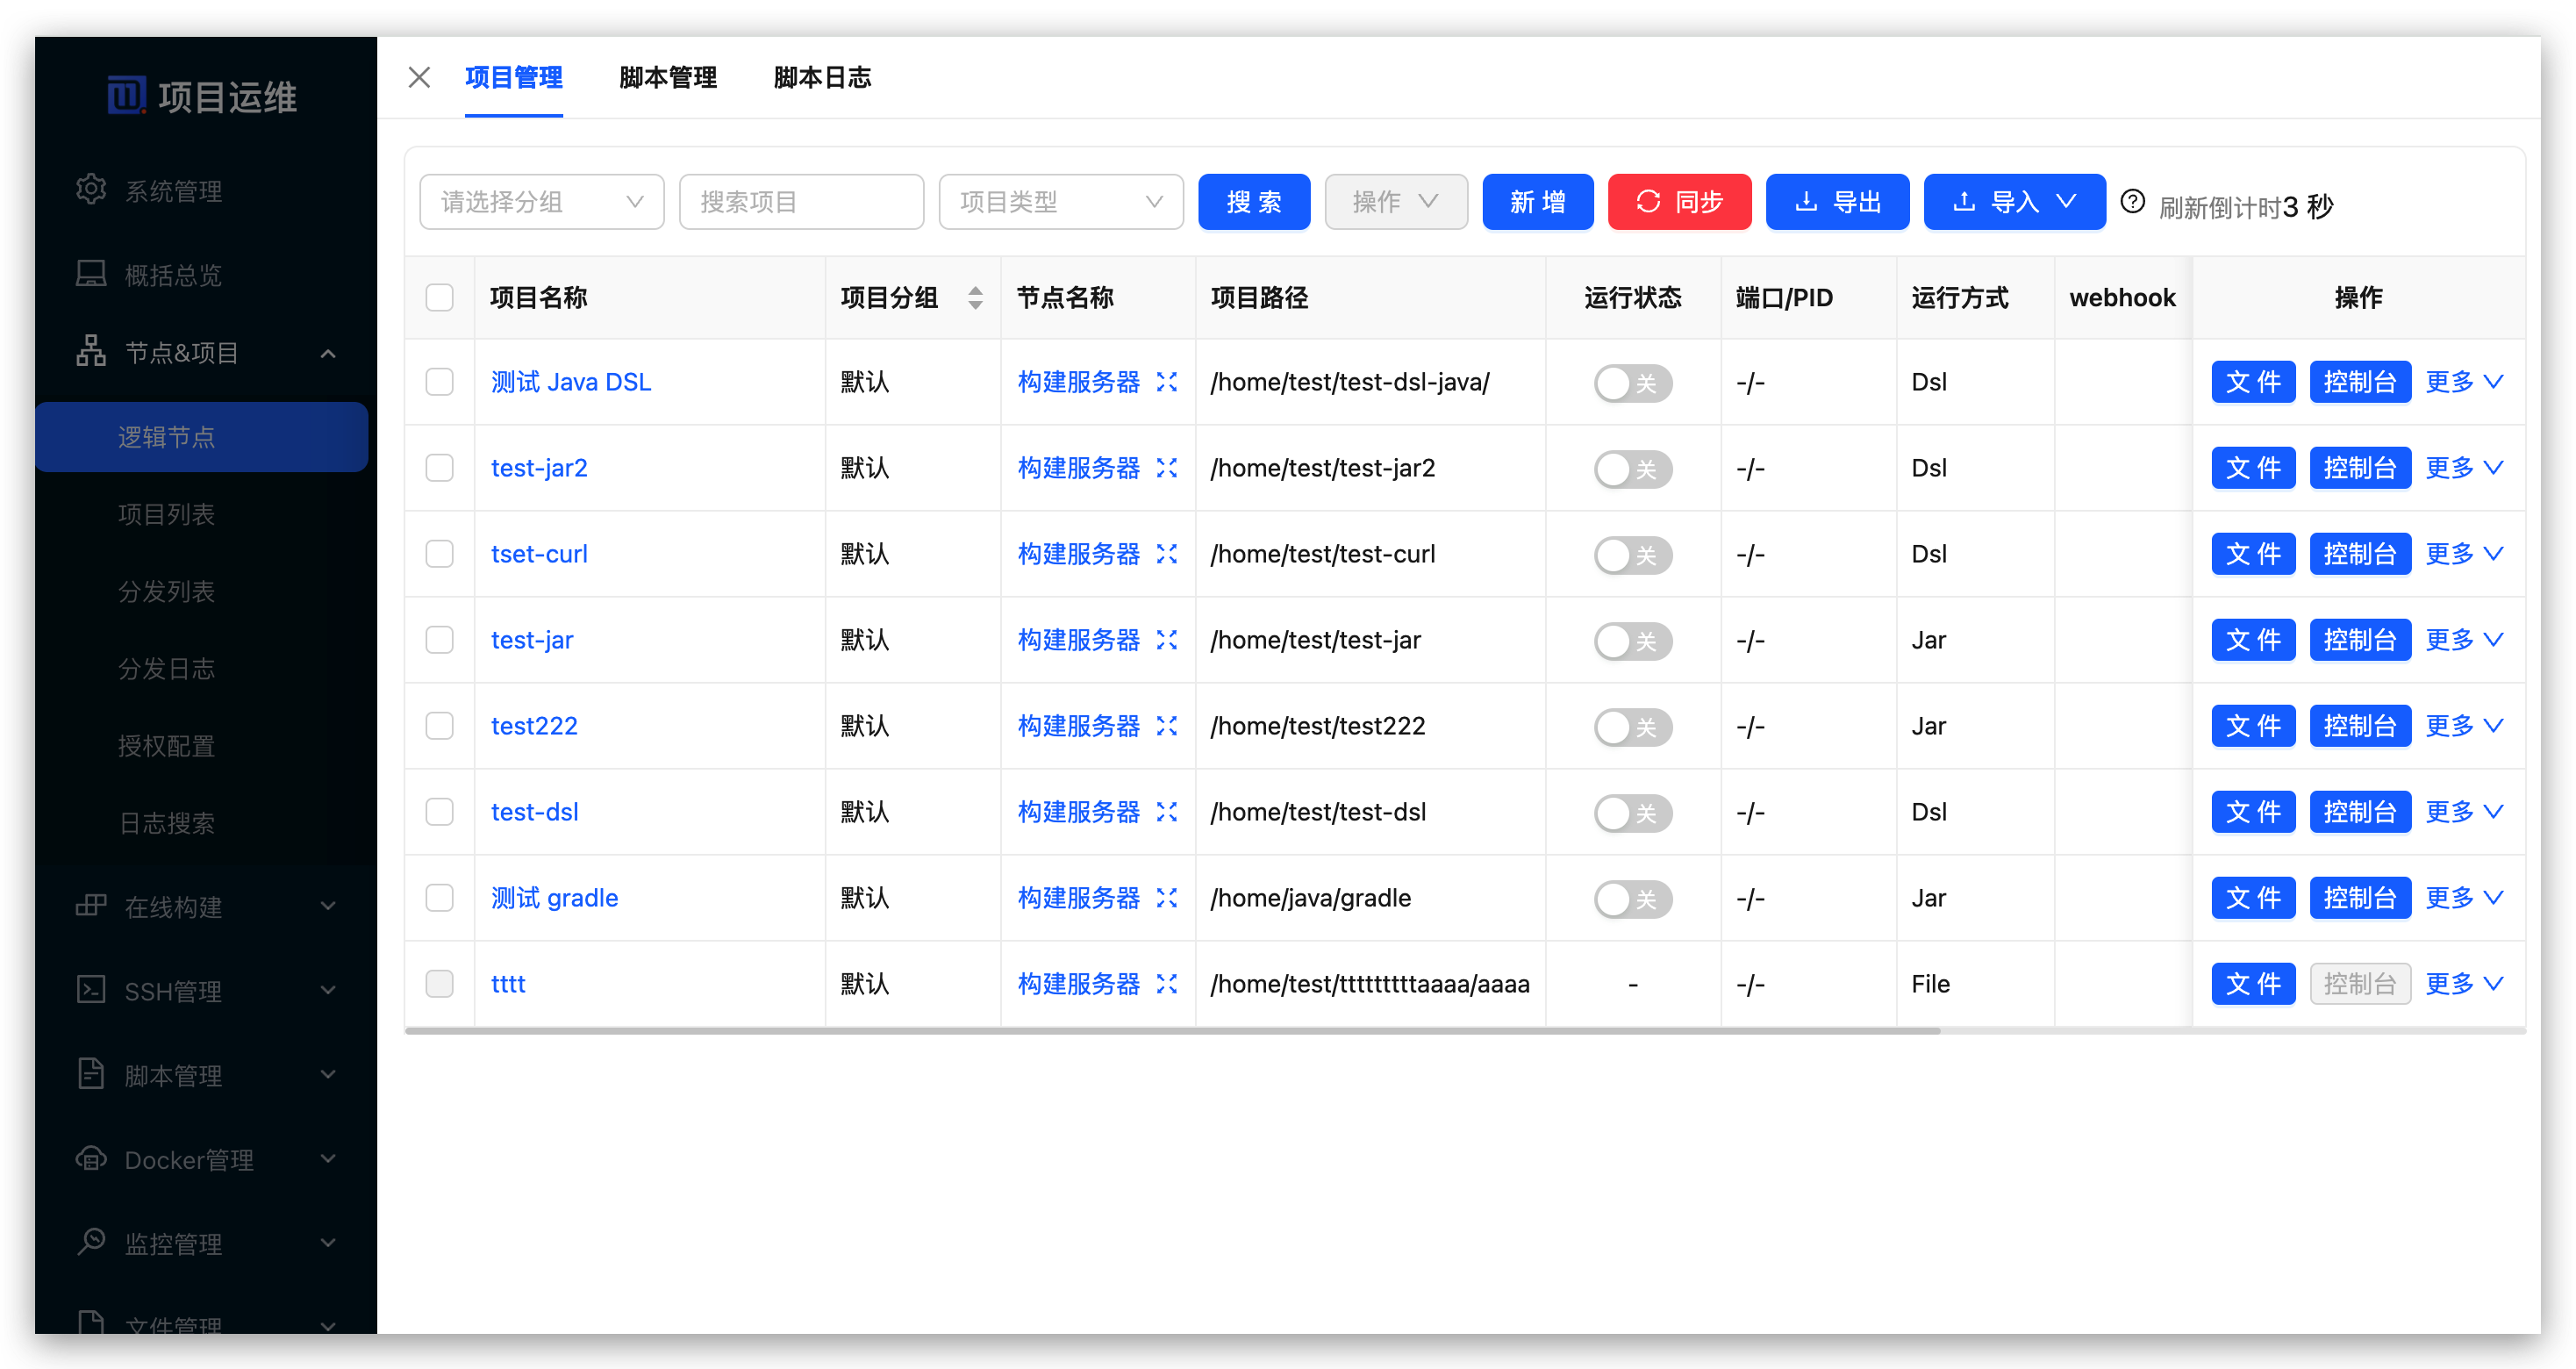 项目运维
系统管理
概括总览
节点&项目
逻辑节点
项目列表
分发列表
分发日志
授权配置
日志搜索
在线构建
SSH管理
脚本管理
Docker管理
监控管理
文件管理
项目管理 脚本管理 脚本日志
请选择分组 搜索项目 项目类型 搜 索 操作 新 增 同步 导出 导入 刷新倒计时3 秒
项目名称 项目分组 节点名称 项目路径 运行状态 端口/PID 运行方式 webhook 操作
测试 Java DSL 默认 构建服务器 /home/test/test-dsl-java/ 关 -/- Dsl 文 件 控制台 更多
test-jar2 默认 构建服务器 /home/test/test-jar2 关 -/- Dsl 文 件 控制台 更多
tset-curl 默认 构建服务器 /home/test/test-curl 关 -/- Dsl 文 件 控制台 更多
test-jar 默认 构建服务器 /home/test/test-jar 关 -/- Jar 文 件 控制台 更多
test222 默认 构建服务器 /home/test/test222 关 -/- Jar 文 件 控制台 更多
test-dsl 默认 构建服务器 /home/test/test-dsl 关 -/- Dsl 文 件 控制台 更多
测试 gradle 默认 构建服务器 /home/java/gradle 关 -/- Jar 文 件 控制台 更多
tttt 默认 构建服务器 /home/test/tttttttttaaaa/aaaa - -/- File 文 件 控制台 更多